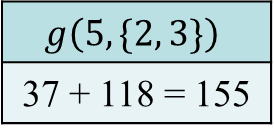 g(5,{2,3})
37 + 118 = 155